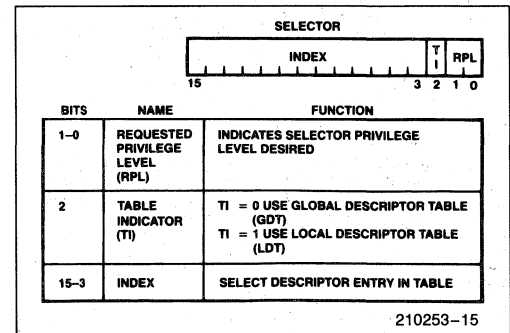 SELECTOR
INDEX TI RPL
15 3 2 1 0
BITS NAME FUNCTION
1–0 REQUESTED PRIVILEGE LEVEL (RPL) INDICATES SELECTOR PRIVILEGE LEVEL DESIRED
2 TABLE INDICATOR (TI) TI = 0 USE GLOBAL DESCRIPTOR TABLE (GDT)
TI = 1 USE LOCAL DESCRIPTOR TABLE (LDT)
15–3 INDEX SELECT DESCRIPTOR ENTRY IN TABLE
210253–15